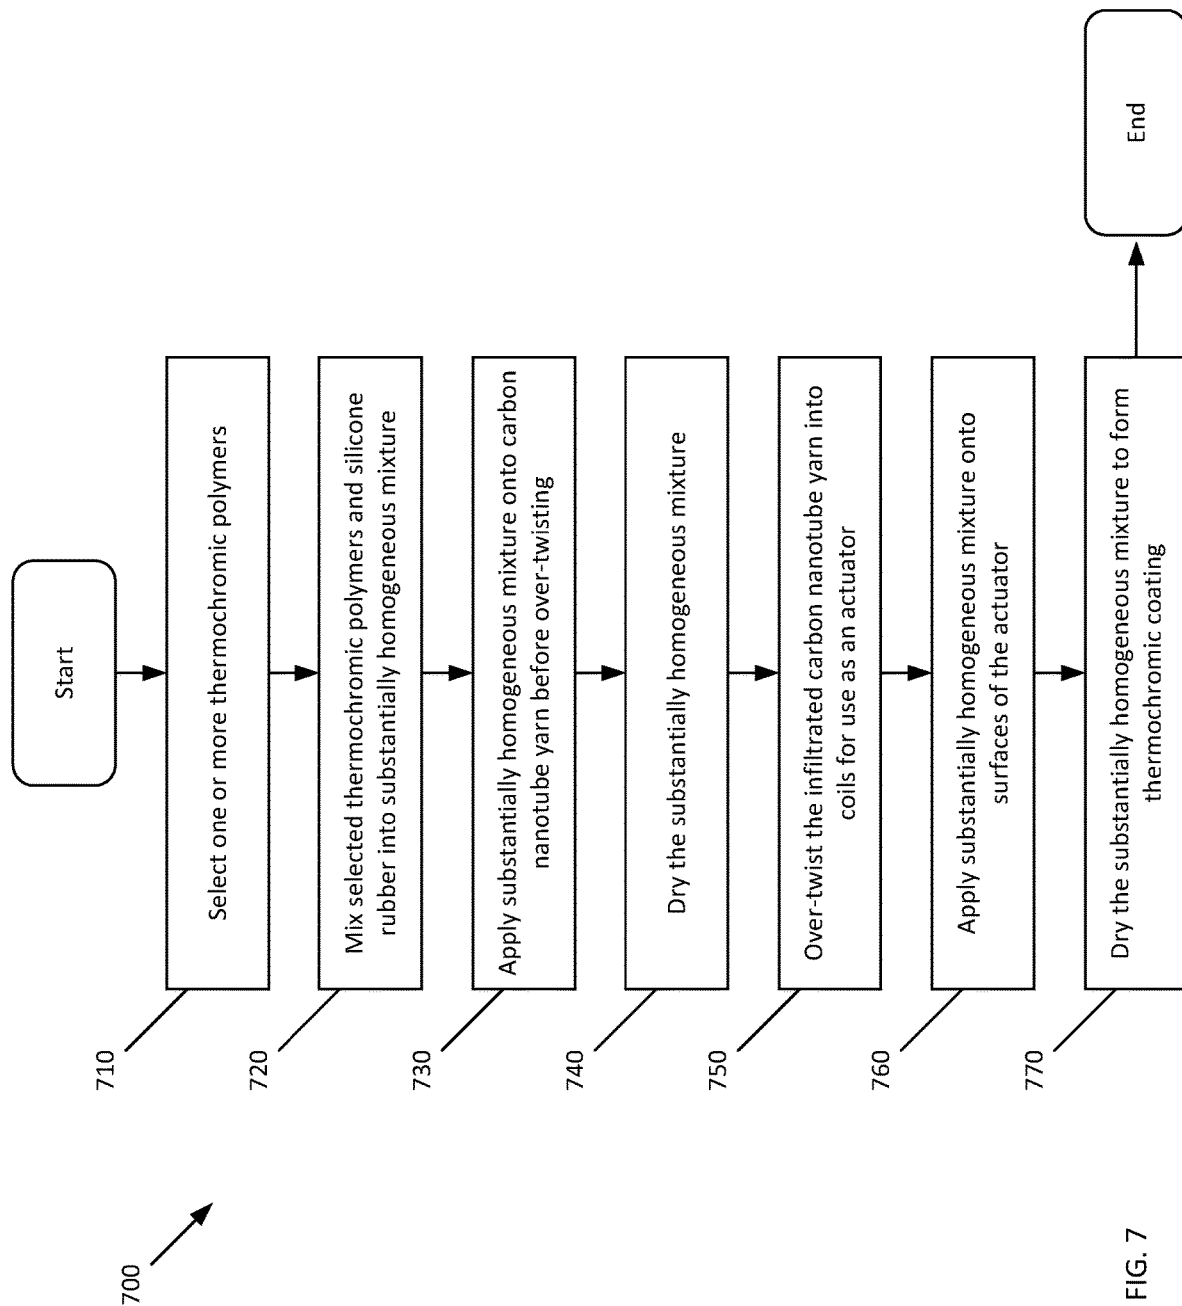 700
Start
710
Select one or more thermochromic polymers
720
Mix selected thermochromic polymers and silicone
rubber into substantially homogeneous mixture
730
Apply substantially homogeneous mixture onto carbon
nanotube yarn before over-twisting
740
Dry the substantially homogeneous mixture
750
Over-twist the infiltrated carbon nanotube yarn into
coils for use as an actuator
760
Apply substantially homogeneous mixture onto
surfaces of the actuator
770
Dry the substantially homogeneous mixture to form
thermochromic coating
End
FIG. 7